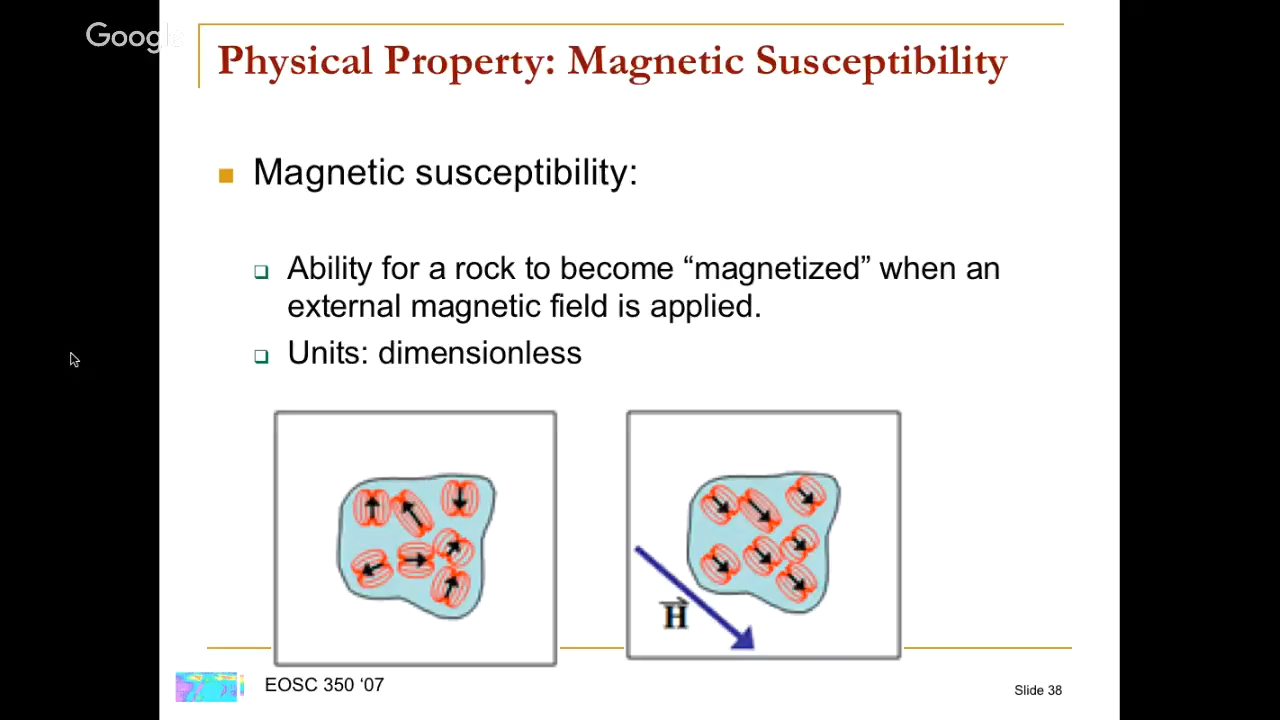 Google
Physical Property: Magnetic Susceptibility
Magnetic susceptibility:
Ability for a rock to become “magnetized” when an
external magnetic field is applied.
Units: dimensionless
H
EOSC 350 ‘07
Slide 38